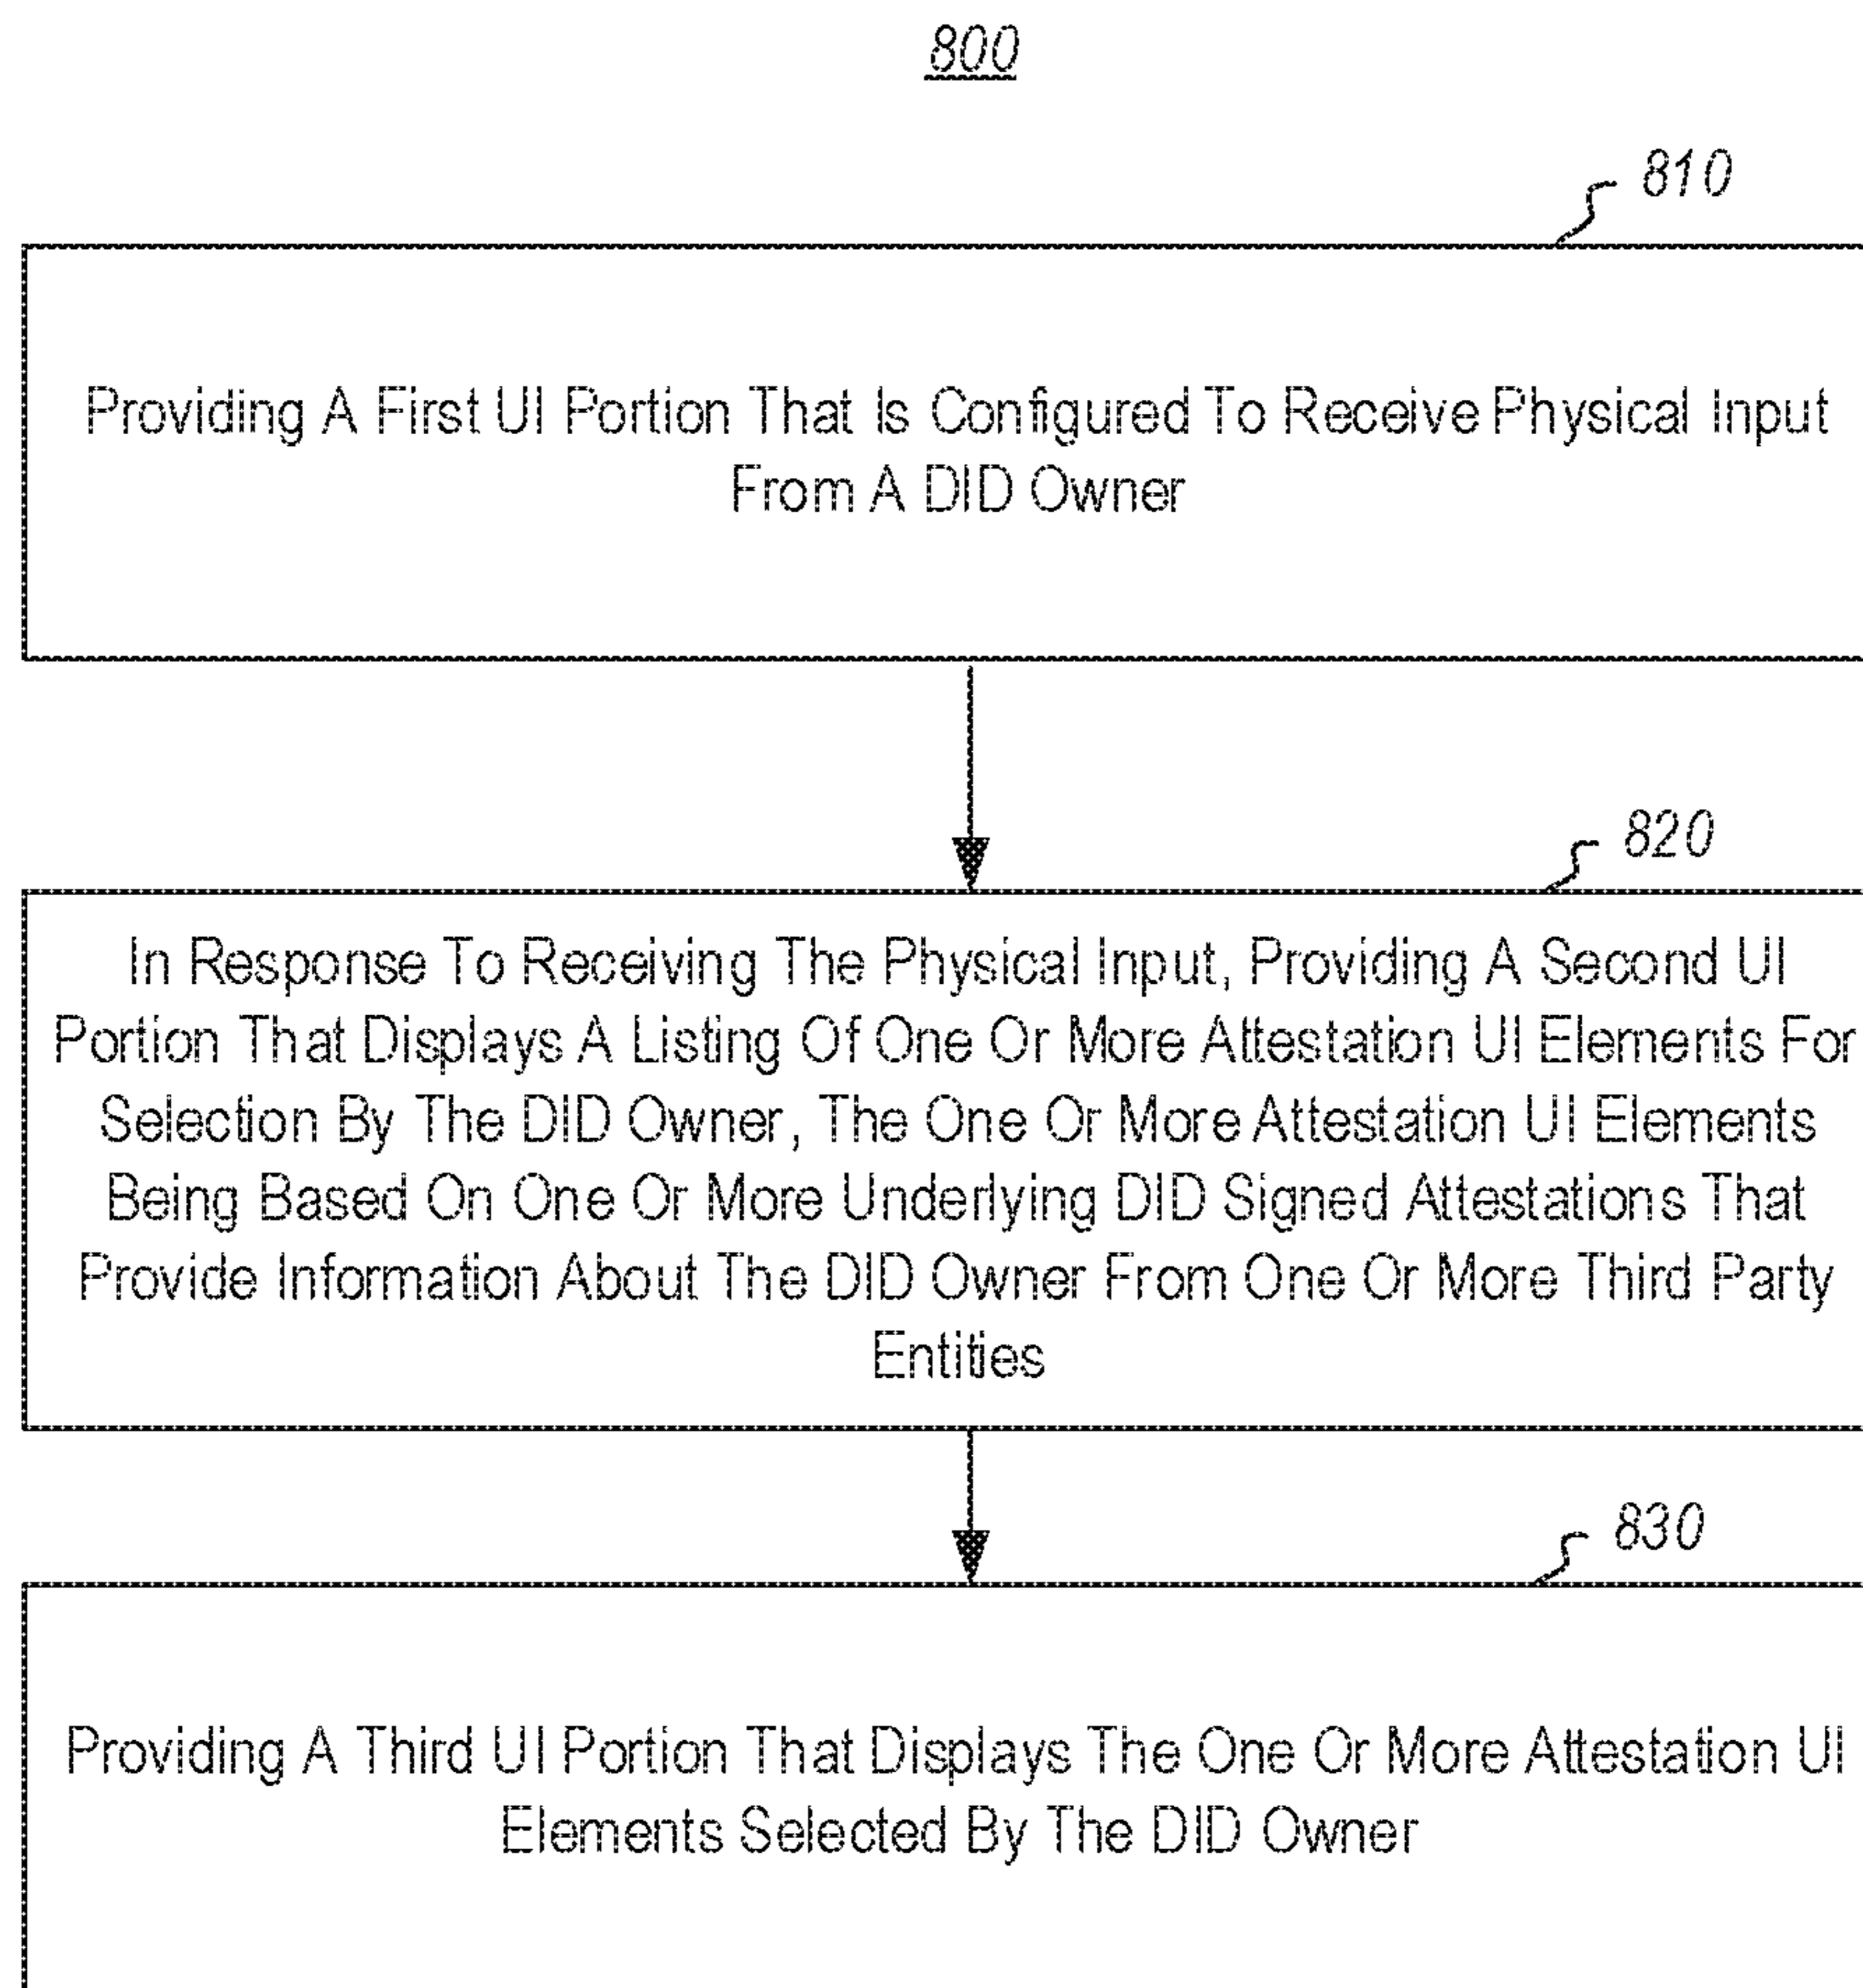 800
810
Providing A First UI Portion That Is Configured To Receive Physical Input
From A DID Owner
820
In Response To Receiving The Physical Input, Providing A Second UI
Portion That Displays A Listing Of One Or More Attestation UI Elements For
Selection By The DID Owner, The One Or More Attestation UI Elements
Being Based On One Or More Underlying DID Signed Attestations That
Provide Information About The DID Owner From One Or More Third Party
Entities
830
Providing A Third UI Portion That Displays The One Or More Attestation UI
Elements Selected By The DID Owner